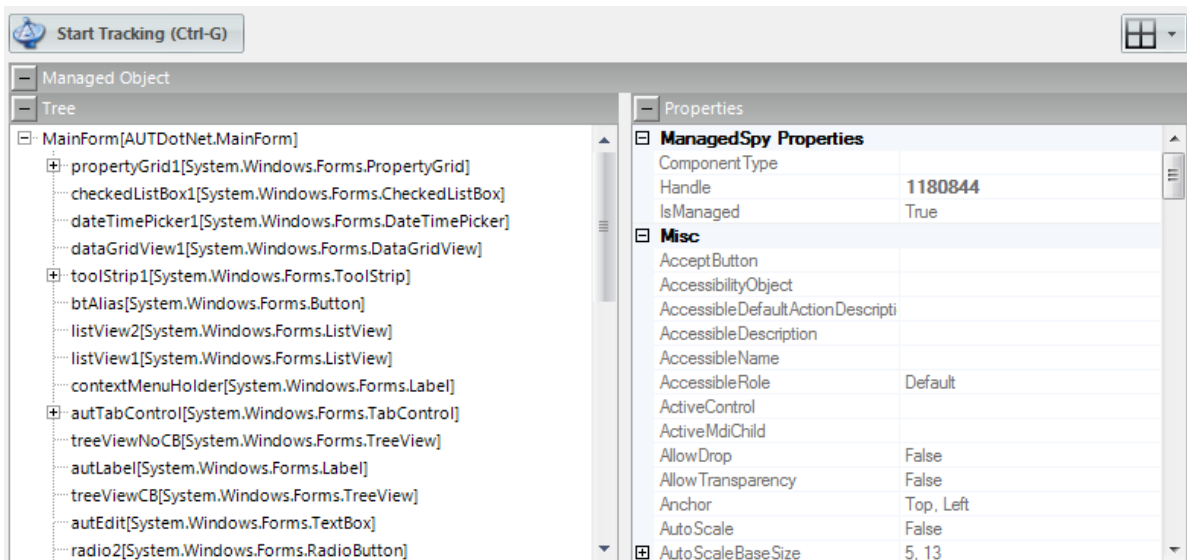 Start Tracking (Ctrl-G)
Managed Object
Tree
MainForm[AUTDotNet.MainForm]
propertyGrid1[System.Windows.Forms.PropertyGrid]
checkedListBox1[System.Windows.Forms.CheckedListBox]
dateTimePicker1[System.Windows.Forms.DateTimePicker]
dataGridView1[System.Windows.Forms.DataGridView]
toolStrip1[System.Windows.Forms.ToolStrip]
btAlias[System.Windows.Forms.Button]
listView2[System.Windows.Forms.ListView]
listView1[System.Windows.Forms.ListView]
contextMenuHolder[System.Windows.Forms.Label]
autTabControl[System.Windows.Forms.TabControl]
treeViewNoCB[System.Windows.Forms.TreeView]
autLabel[System.Windows.Forms.Label]
treeViewCB[System.Windows.Forms.TreeView]
autEdit[System.Windows.Forms.TextBox]
radio2[System.Windows.Forms.RadioButton]
Properties
ManagedSpy Properties
ComponentType
Handle 1180844
IsManaged True
Misc
AcceptButton
AccessibilityObject
AccessibleDefaultActionDescripti
AccessibleDescription
AccessibleName
AccessibleRole Default
ActiveControl
ActiveMdiChild
AllowDrop False
AllowTransparency False
Anchor Top, Left
AutoScale False
AutoScaleBaseSize 5, 13